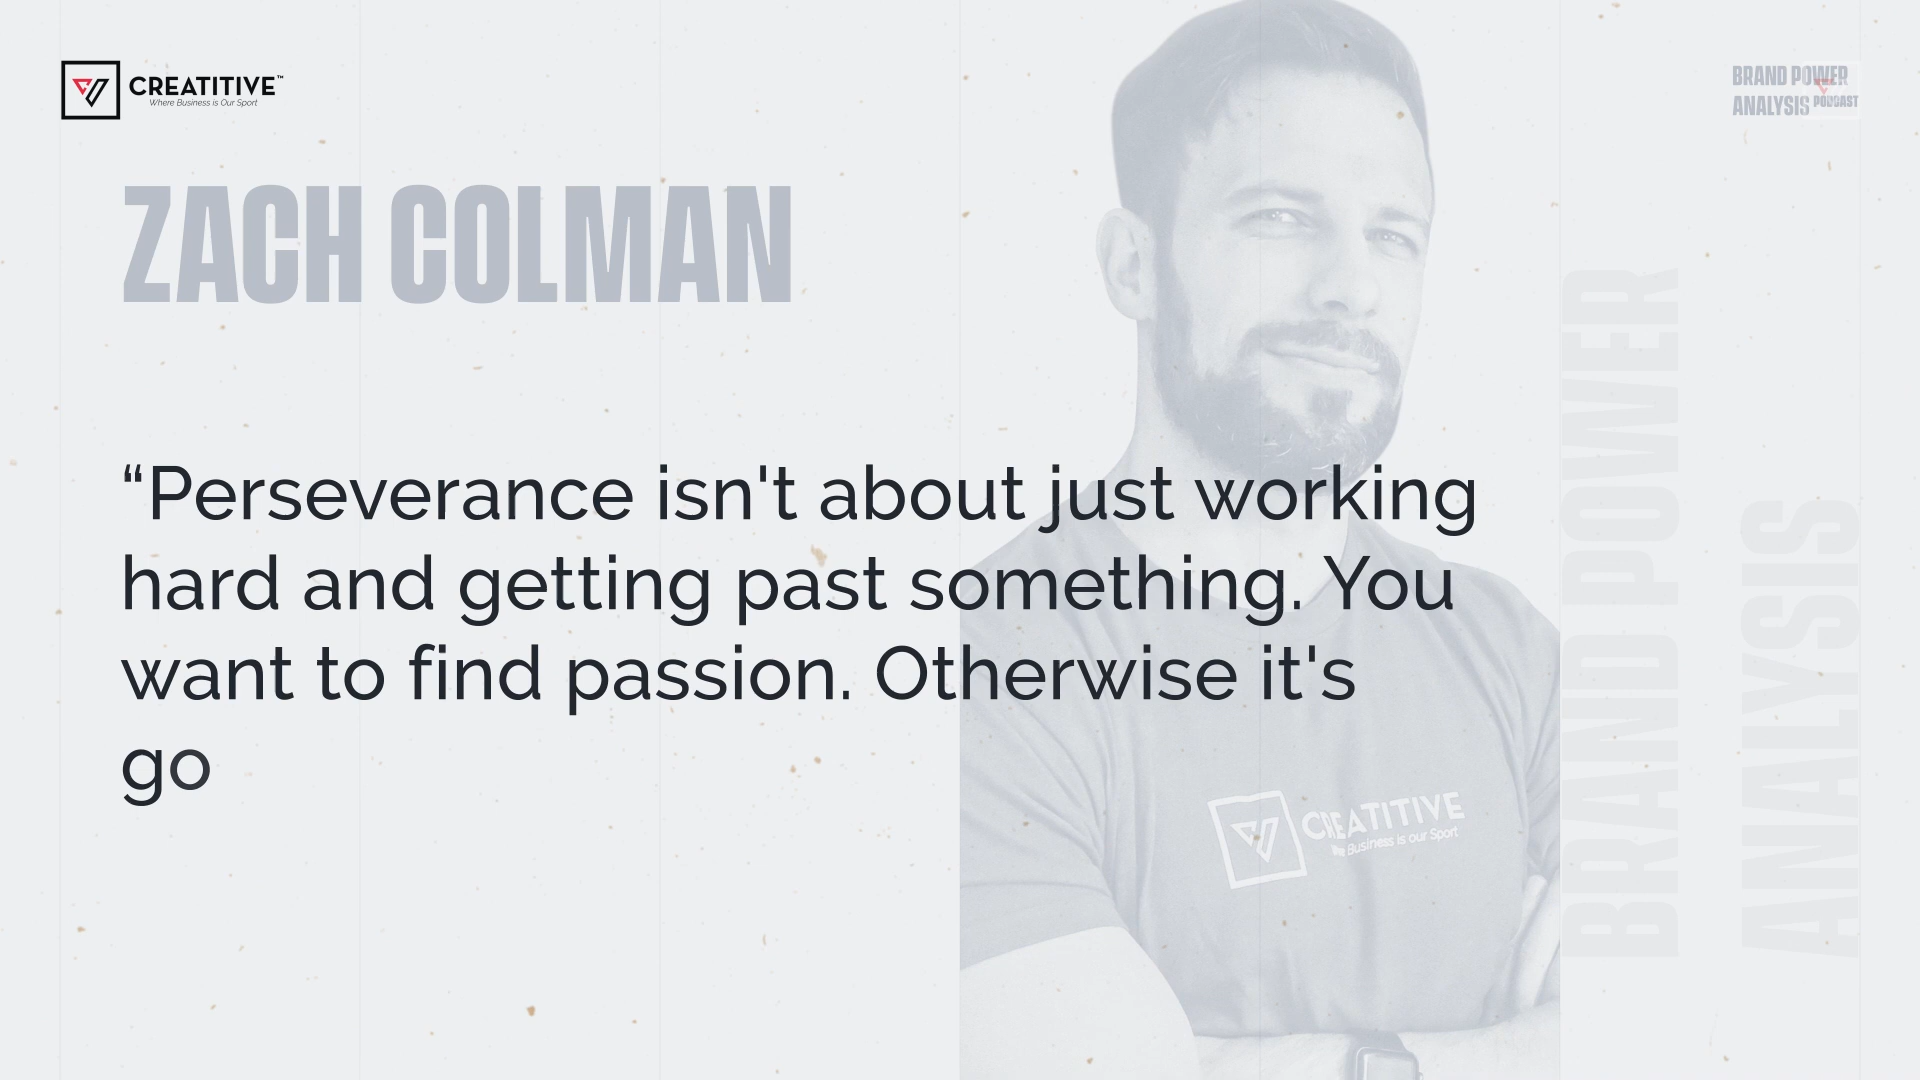 CREATITIVE™
Where Business is Our Sport
BRAND POWER
ANALYSIS PODCAST
ZACH COLMAN
“Perseverance isn't about just working
hard and getting past something. You
want to find passion. Otherwise it's
go
CREATITIVE
Business is our Sport
BRAND POWER
ANALYSIS